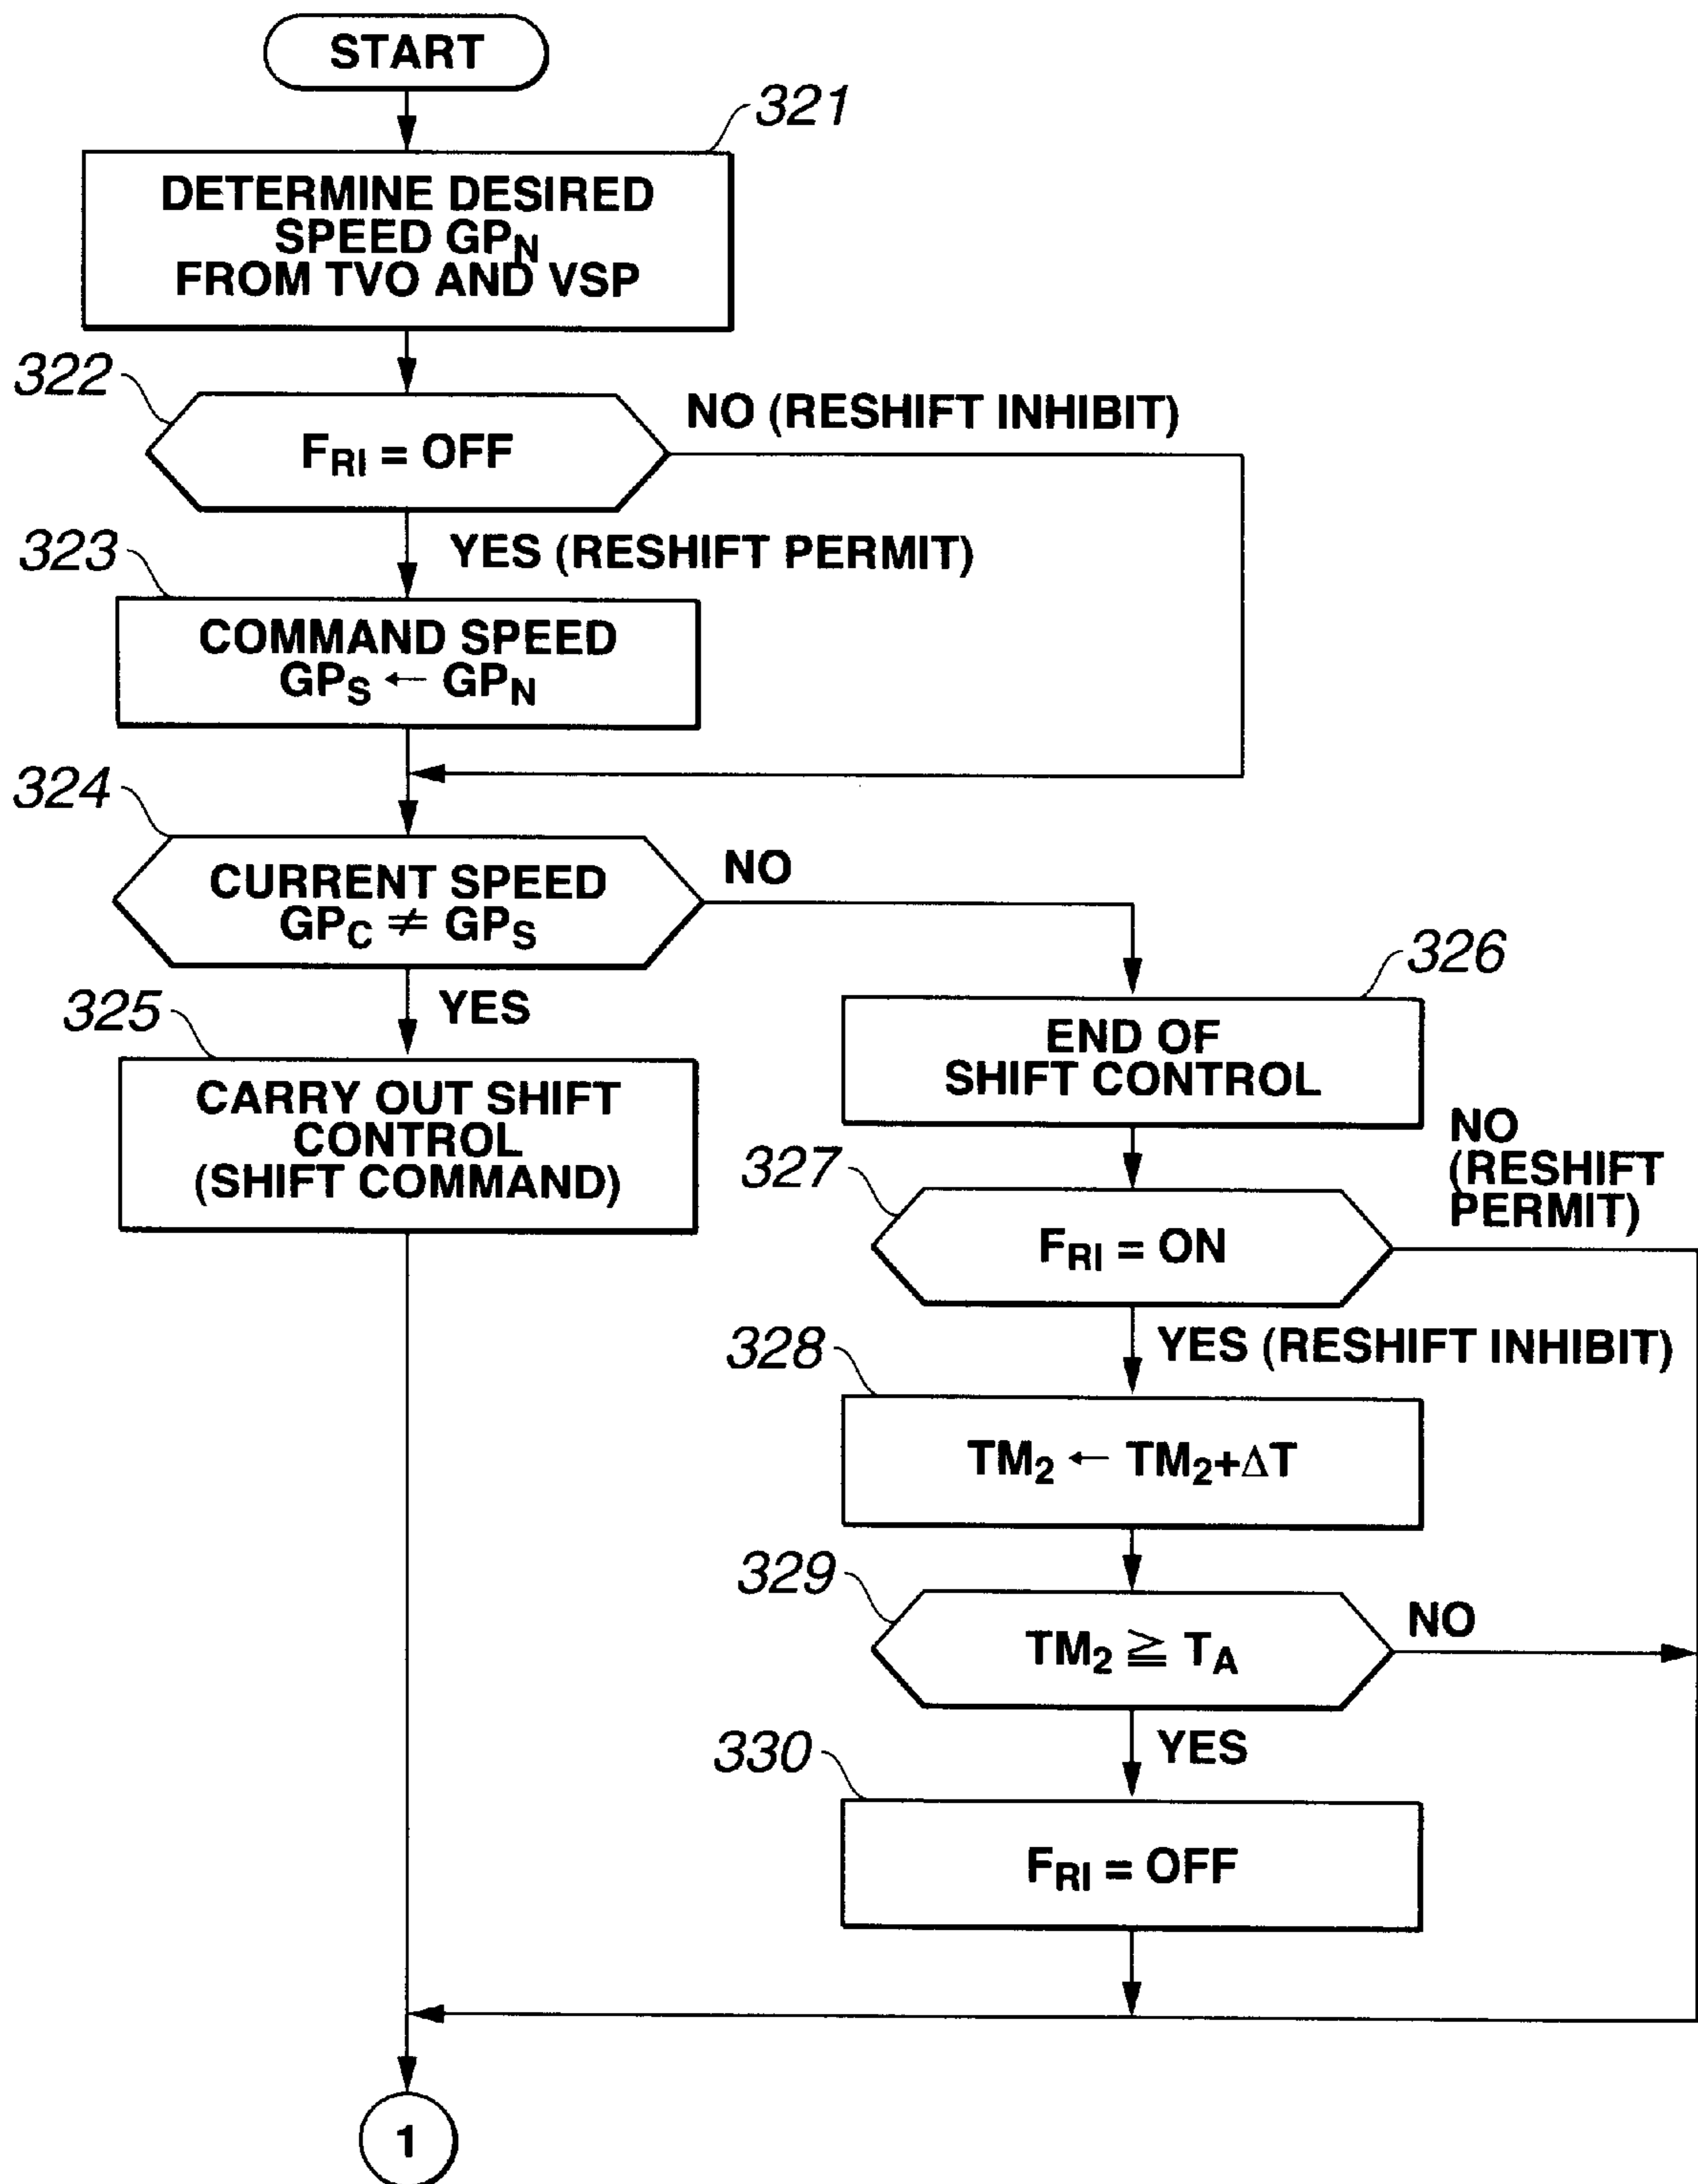 START
321
DETERMINE DESIRED
SPEED GPN
FROM TVO AND VSP
322
FRI = OFF
NO (RESHIFT INHIBIT)
323
YES (RESHIFT PERMIT)
COMMAND SPEED
GPS ← GPN
324
CURRENT SPEED
GPC ≠ GPS
NO
YES
325
CARRY OUT SHIFT
CONTROL
(SHIFT COMMAND)
326
END OF
SHIFT CONTROL
327
FRI = ON
NO
(RESHIFT
PERMIT)
YES (RESHIFT INHIBIT)
328
TM2 ← TM2+ΔT
329
TM2 ≧ TA
NO
YES
330
FRI = OFF
1